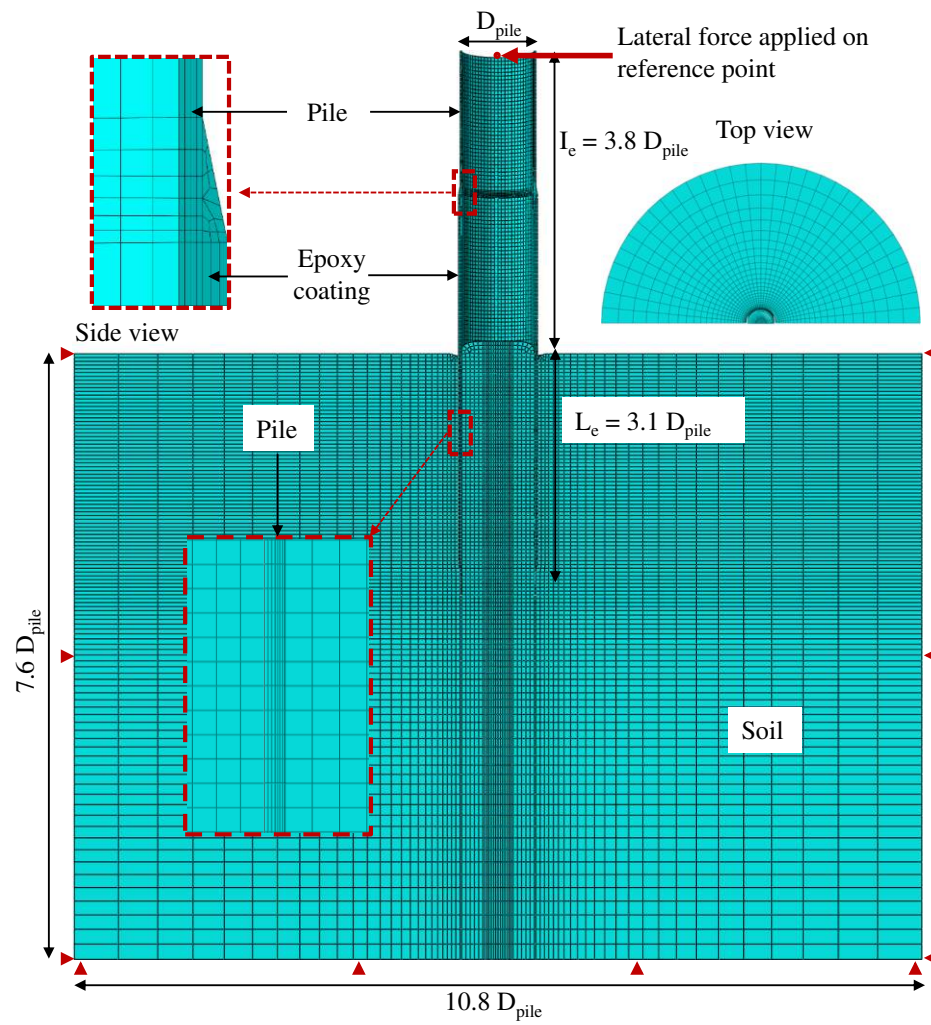 D_pile
Lateral force applied on
reference point
Pile
I_e = 3.8 D_pile
Top view
Epoxy
coating
Side view
Pile
L_e = 3.1 D_pile
7.6 D_pile
Soil
10.8 D_pile